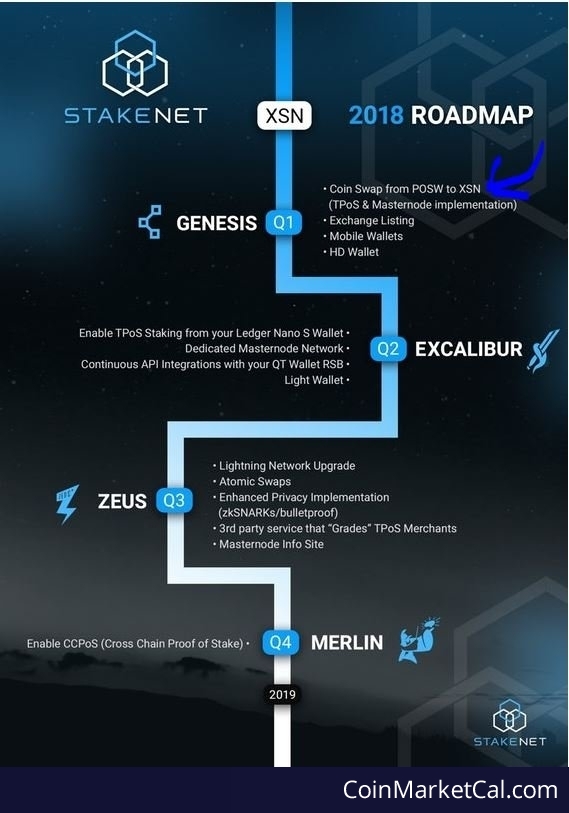 STAKENET
XSN
2018 ROADMAP
• Coin Swap from POSW to XSN
(TPoS & Masternode implementation)
• Exchange Listing
• Mobile Wallets
• HD Wallet
GENESIS Q1
Enable TPoS Staking from your Ledger Nano S Wallet •
Dedicated Masternode Network •
Continuous API Integrations with your QT Wallet RSB •
Light Wallet •
Q2 EXCALIBUR
• Lightning Network Upgrade
• Atomic Swaps
• Enhanced Privacy Implementation
(zkSNARKs/bulletproof)
• 3rd party service that “Grades” TPoS Merchants
• Masternode Info Site
ZEUS Q3
Enable CCPoS (Cross Chain Proof of Stake) •
Q4 MERLIN
2019
STAKENET
CoinMarketCal.com